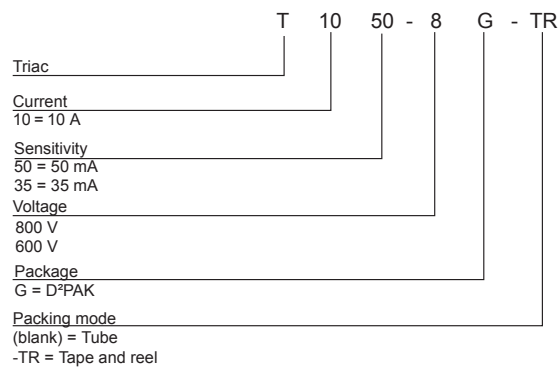 T 10 50 - 8 G - TR
Triac
Current
10 = 10 A
Sensitivity
50 = 50 mA
35 = 35 mA
Voltage
800 V
600 V
Package
G = D²PAK
Packing mode
(blank) = Tube
-TR = Tape and reel